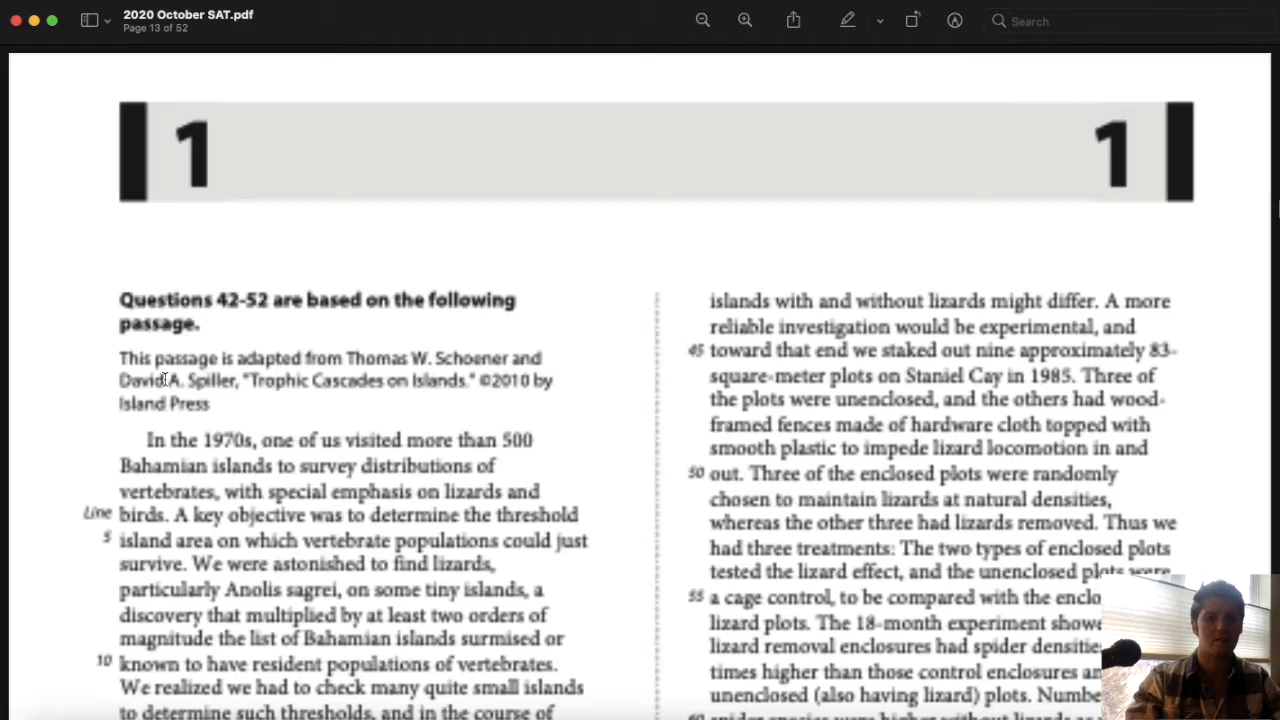 2020 October SAT.pdf
Page 13 of 52
Search
1
1
Questions 42-52 are based on the following
passage.
This passage is adapted from Thomas W. Schoener and
David A. Spiller, "Trophic Cascades on Islands." ©2010 by
Island Press
In the 1970s, one of us visited more than 500
Bahamian islands to survey distributions of
vertebrates, with special emphasis on lizards and
Line birds. A key objective was to determine the threshold
5 island area on which vertebrate populations could just
survive. We were astonished to find lizards,
particularly Anolis sagrei, on some tiny islands, a
discovery that multiplied by at least two orders of
magnitude the list of Bahamian islands surmised or
10 known to have resident populations of vertebrates.
We realized we had to check many quite small islands
to determine such thresholds, and in the course of
islands with and without lizards might differ. A more
reliable investigation would be experimental, and
45 toward that end we staked out nine approximately 83-
square-meter plots on Staniel Cay in 1985. Three of
the plots were unenclosed, and the others had wood-
framed fences made of hardware cloth topped with
smooth plastic to impede lizard locomotion in and
50 out. Three of the enclosed plots were randomly
chosen to maintain lizards at natural densities,
whereas the other three had lizards removed. Thus we
had three treatments: The two types of enclosed plots
tested the lizard effect, and the unenclosed plots were
55 a cage control, to be compared with the enclo
lizard plots. The 18-month experiment showe
lizard removal enclosures had spider densitie
times higher than those control enclosures an
unenclosed (also having lizard) plots. Numbe
60 spider species were higher without lizards as